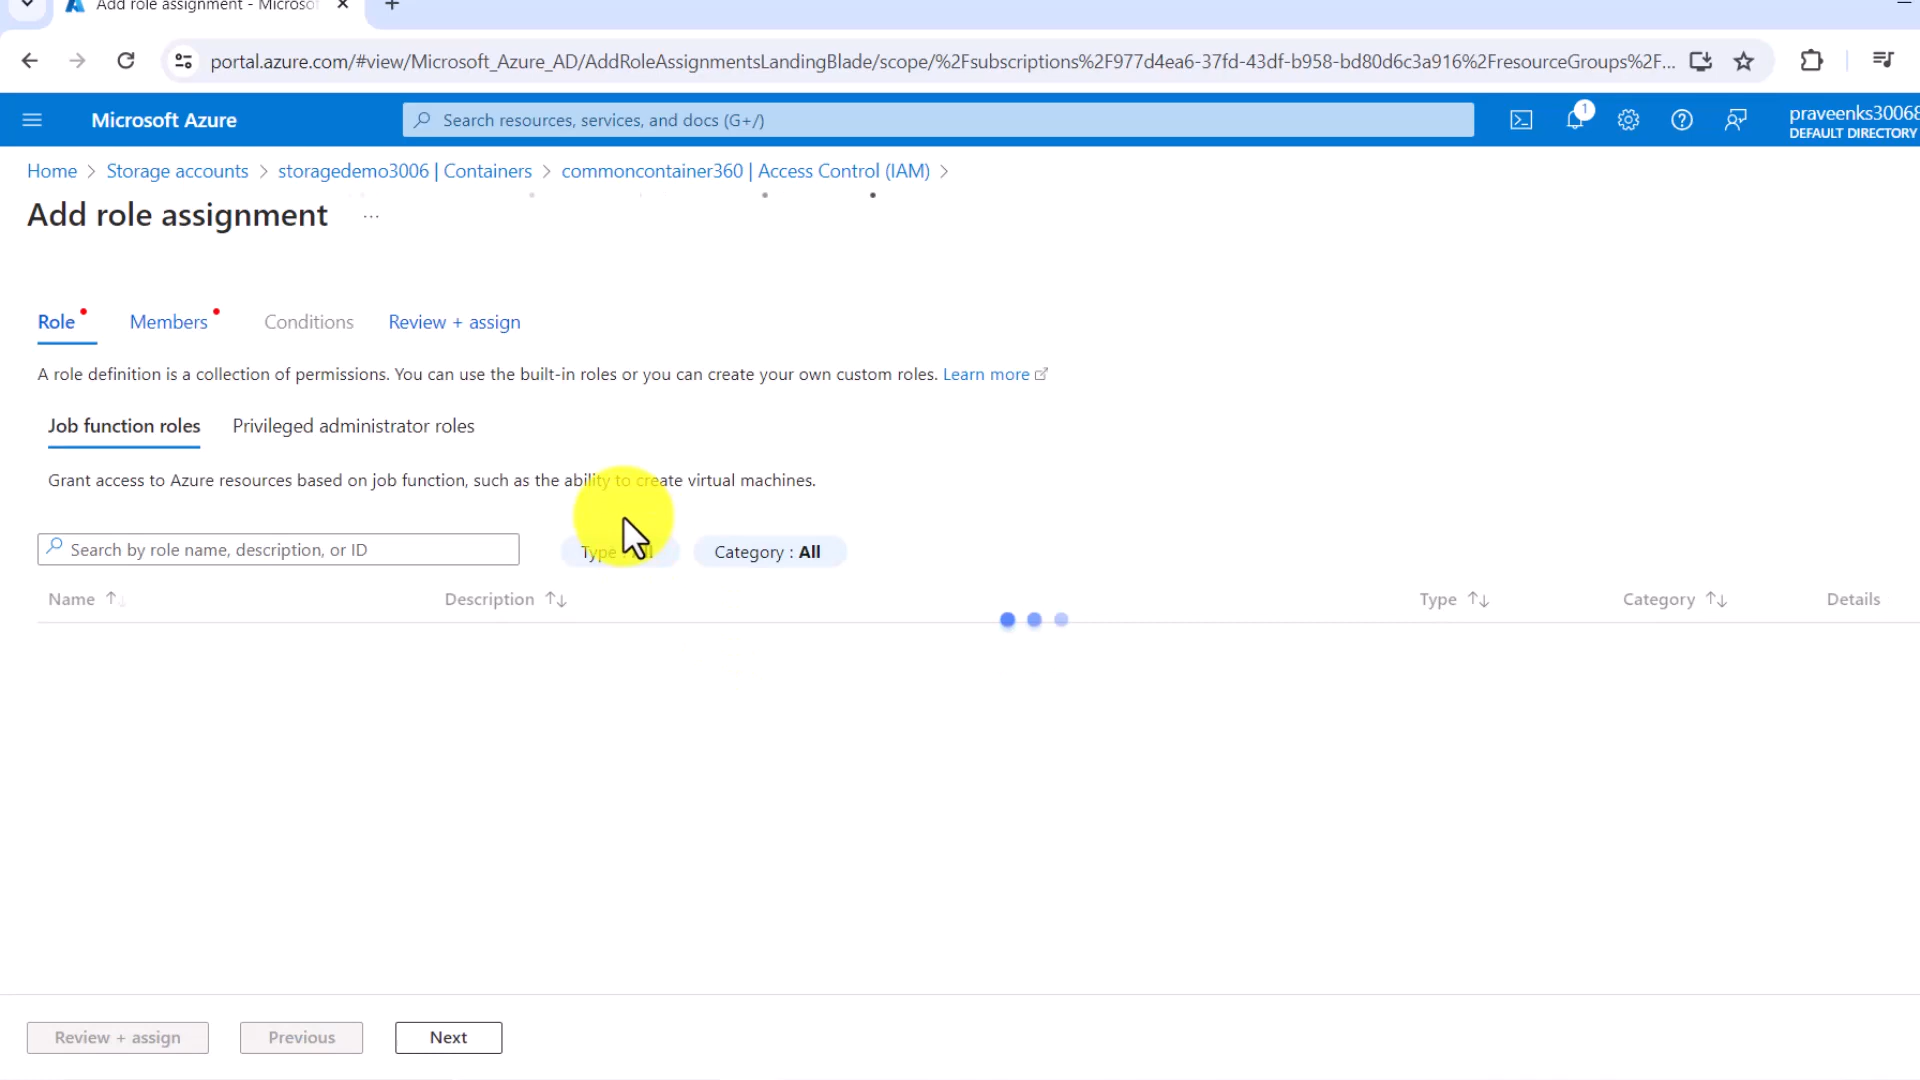 Add role assignment - Microsof
portal.azure.com/#view/Microsoft_Azure_AD/AddRoleAssignmentsLandingBlade/scope/%2Fsubscriptions%2F977d4ea6-37fd-43df-b958-bd80d6c3a916%2FresourceGroups%2F...
Microsoft Azure
Search resources, services, and docs (G+/)
1
praveenks30068
DEFAULT DIRECTORY
Home > Storage accounts > storagedemo3006 | Containers > commoncontainer360 | Access Control (IAM) >
Add role assignment ...
Role Members Conditions Review + assign
A role definition is a collection of permissions. You can use the built-in roles or you can create your own custom roles. Learn more
Job function roles Privileged administrator roles
Grant access to Azure resources based on job function, such as the ability to create virtual machines.
Search by role name, description, or ID
Type : All Category : All
Name Description Type Category Details
Review + assign Previous Next